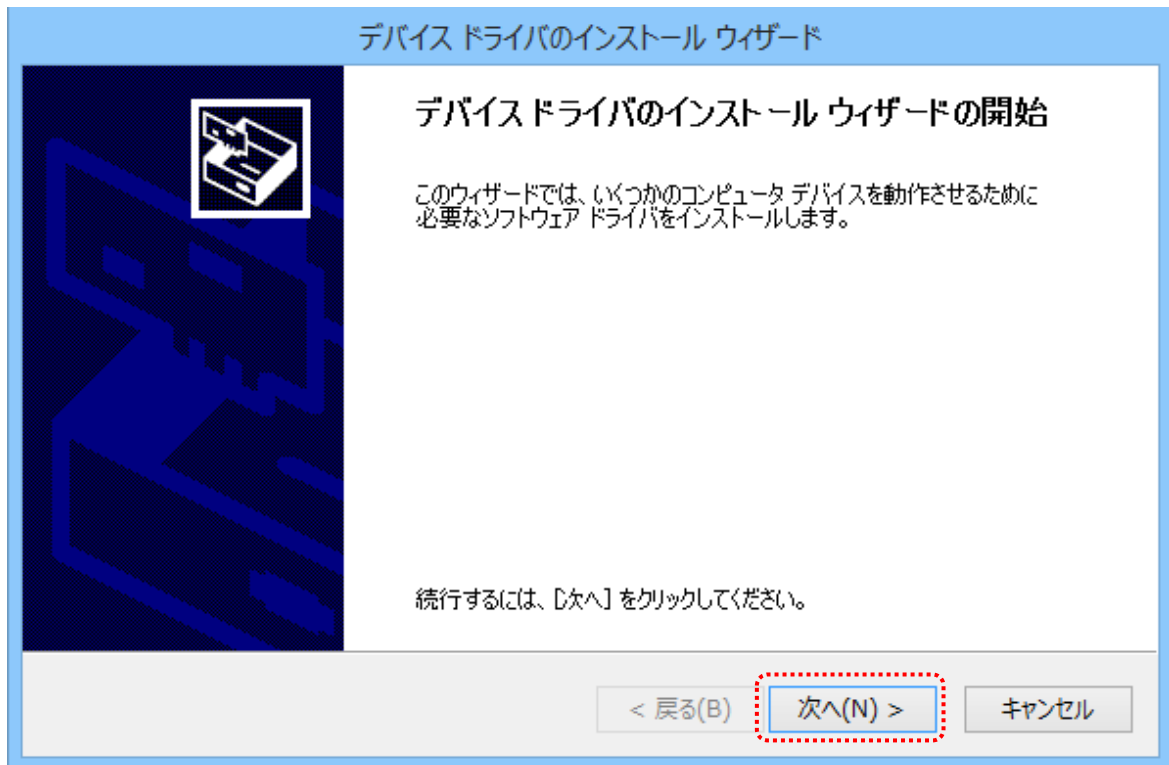 デバイス ドライバのインストール ウィザード
デバイス ドライバのインストール ウィザードの開始
このウィザードでは、いくつかのコンピュータ デバイスを動作させるために
必要なソフトウェア ドライバをインストールします。
続行するには、[次へ] をクリックしてください。
< 戻る(B) 次へ(N) > キャンセル